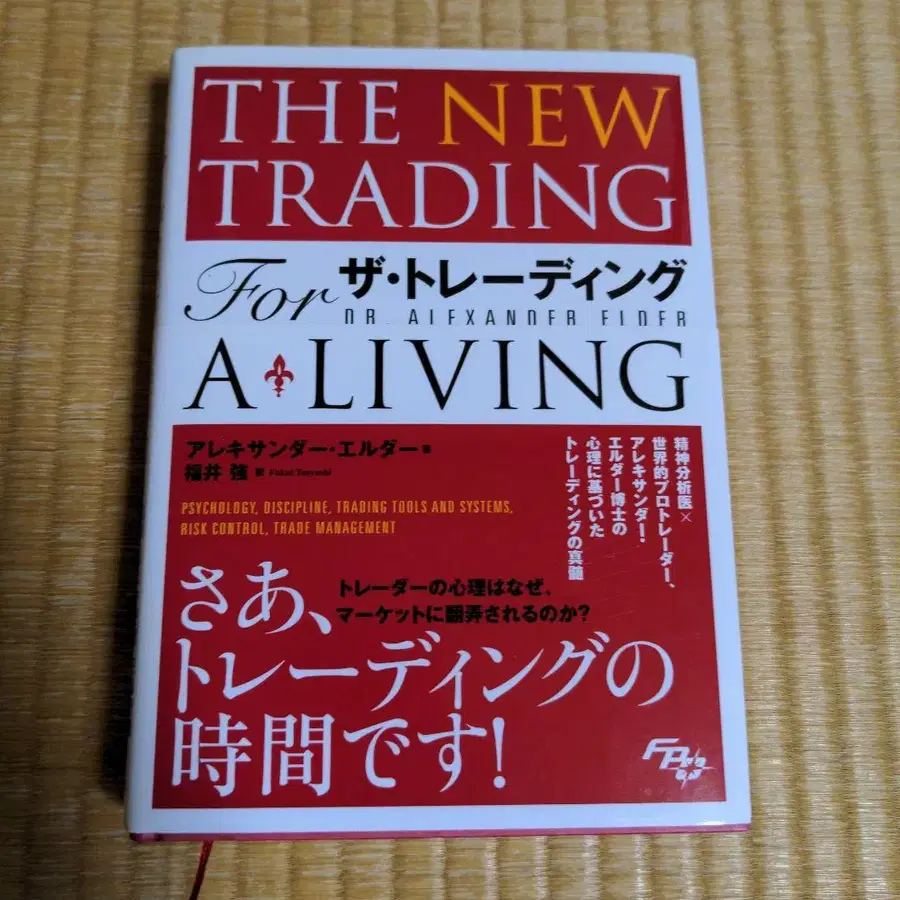 THE NEW
TRADING
For
ザ・トレーディング
DR. ALEXANDER ELDER
A LIVING
アレキサンダー・エルダー 著
福井 強 訳 Fukui Tsuyoshi
PSYCHOLOGY, DISCIPLINE, TRADING TOOLS AND SYSTEMS,
RISK CONTROL, TRADE MANAGEMENT
精神分析医×
世界的プロトレーダー、
アレキサンダー・
エルダー博士の
心理に基づいた
トレーディングの真髄
トレーダーの心理はなぜ、
マーケットに翻弄されるのか?
さあ、
トレーディングの
時間です!